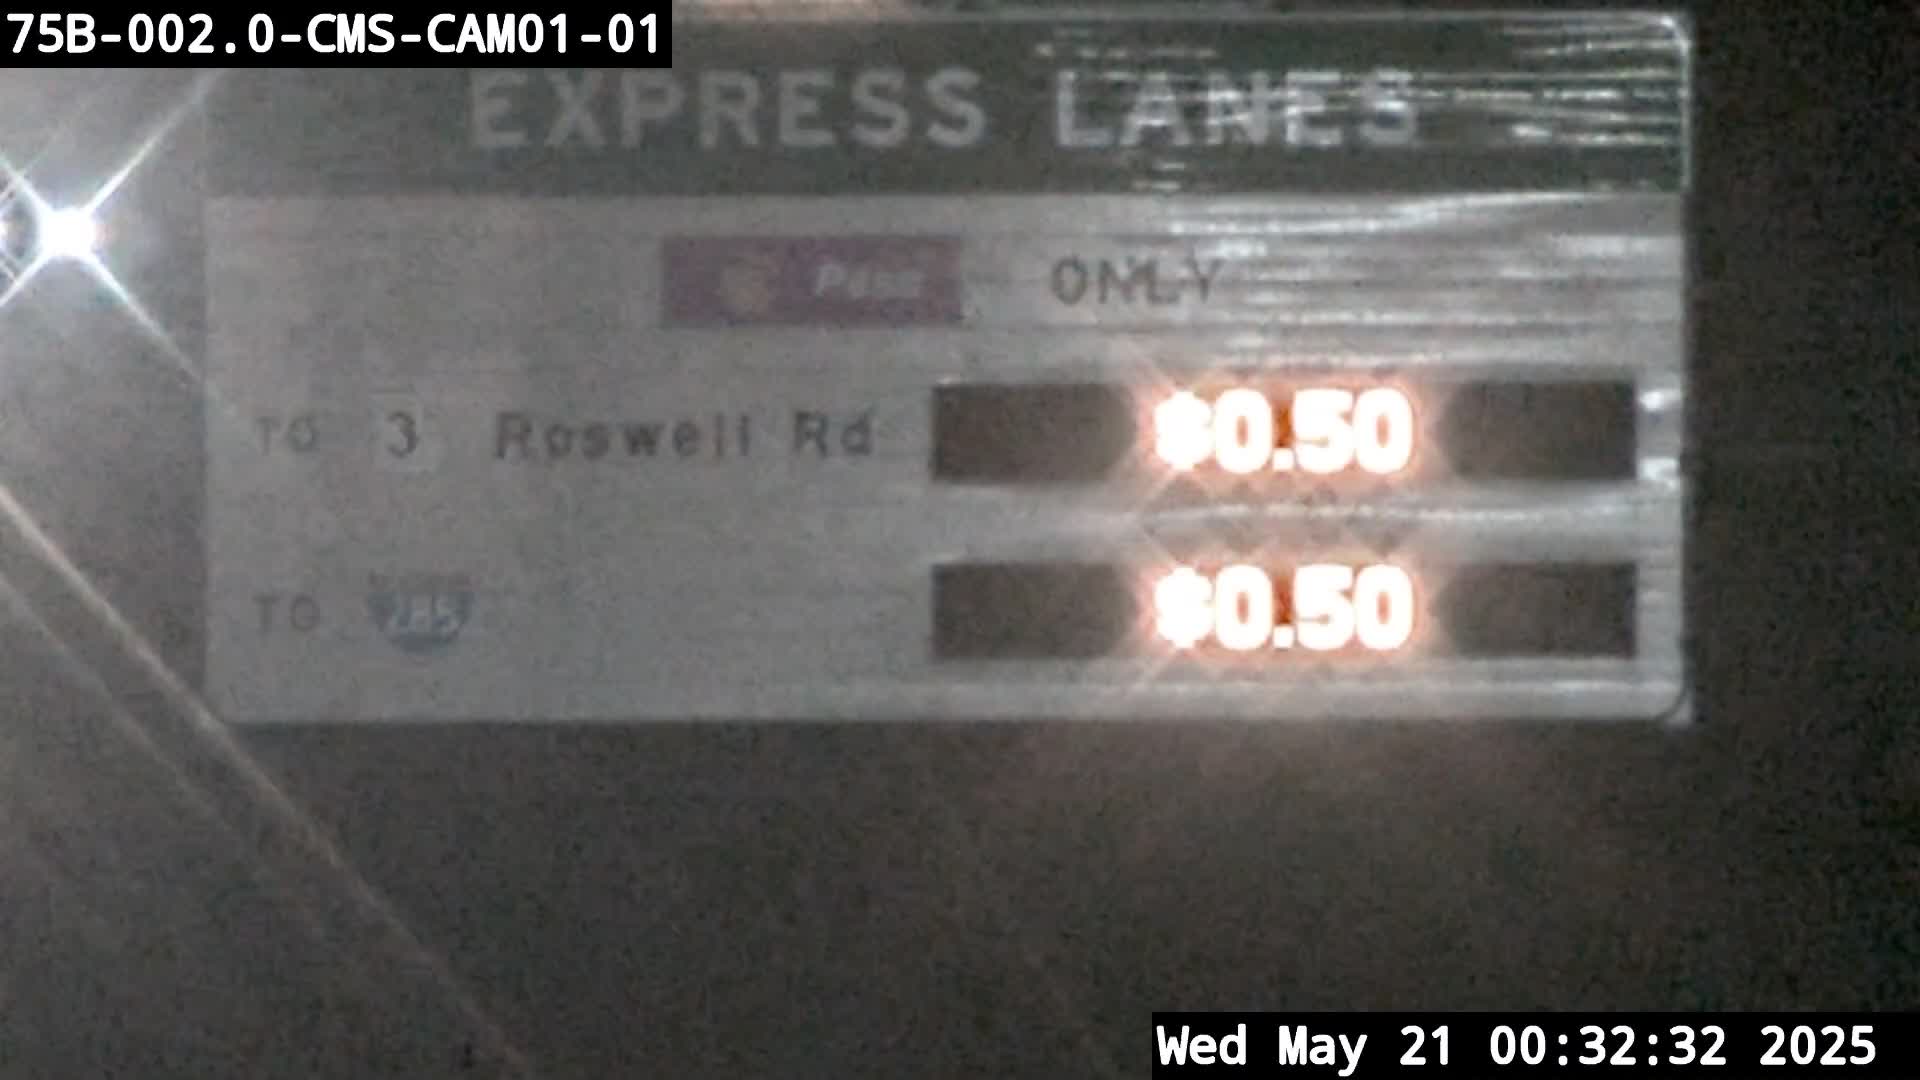 75B-002.0-CMS-CAM01-01
EXPRESS LANES
Pass ONLY
TO 3 Roswell Rd $0.50
TO 285 $0.50
Wed May 21 00:32:32 2025